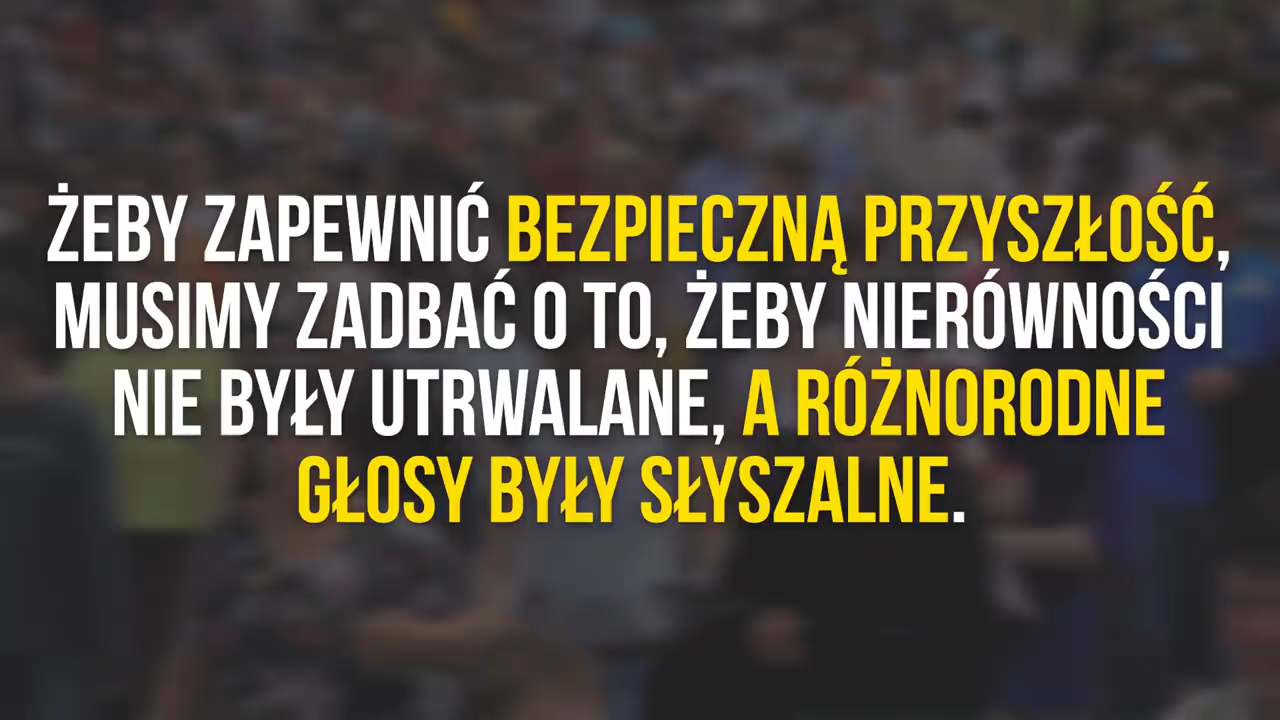 ŻEBY ZAPEWNIĆ BEZPIECZNĄ PRZYSZŁOŚĆ,
MUSIMY ZADBAĆ O TO, ŻEBY NIERÓWNOŚCI
NIE BYŁY UTRWALANE, A RÓŻNORODNE
GŁOSY BYŁY SŁYSZALNE.